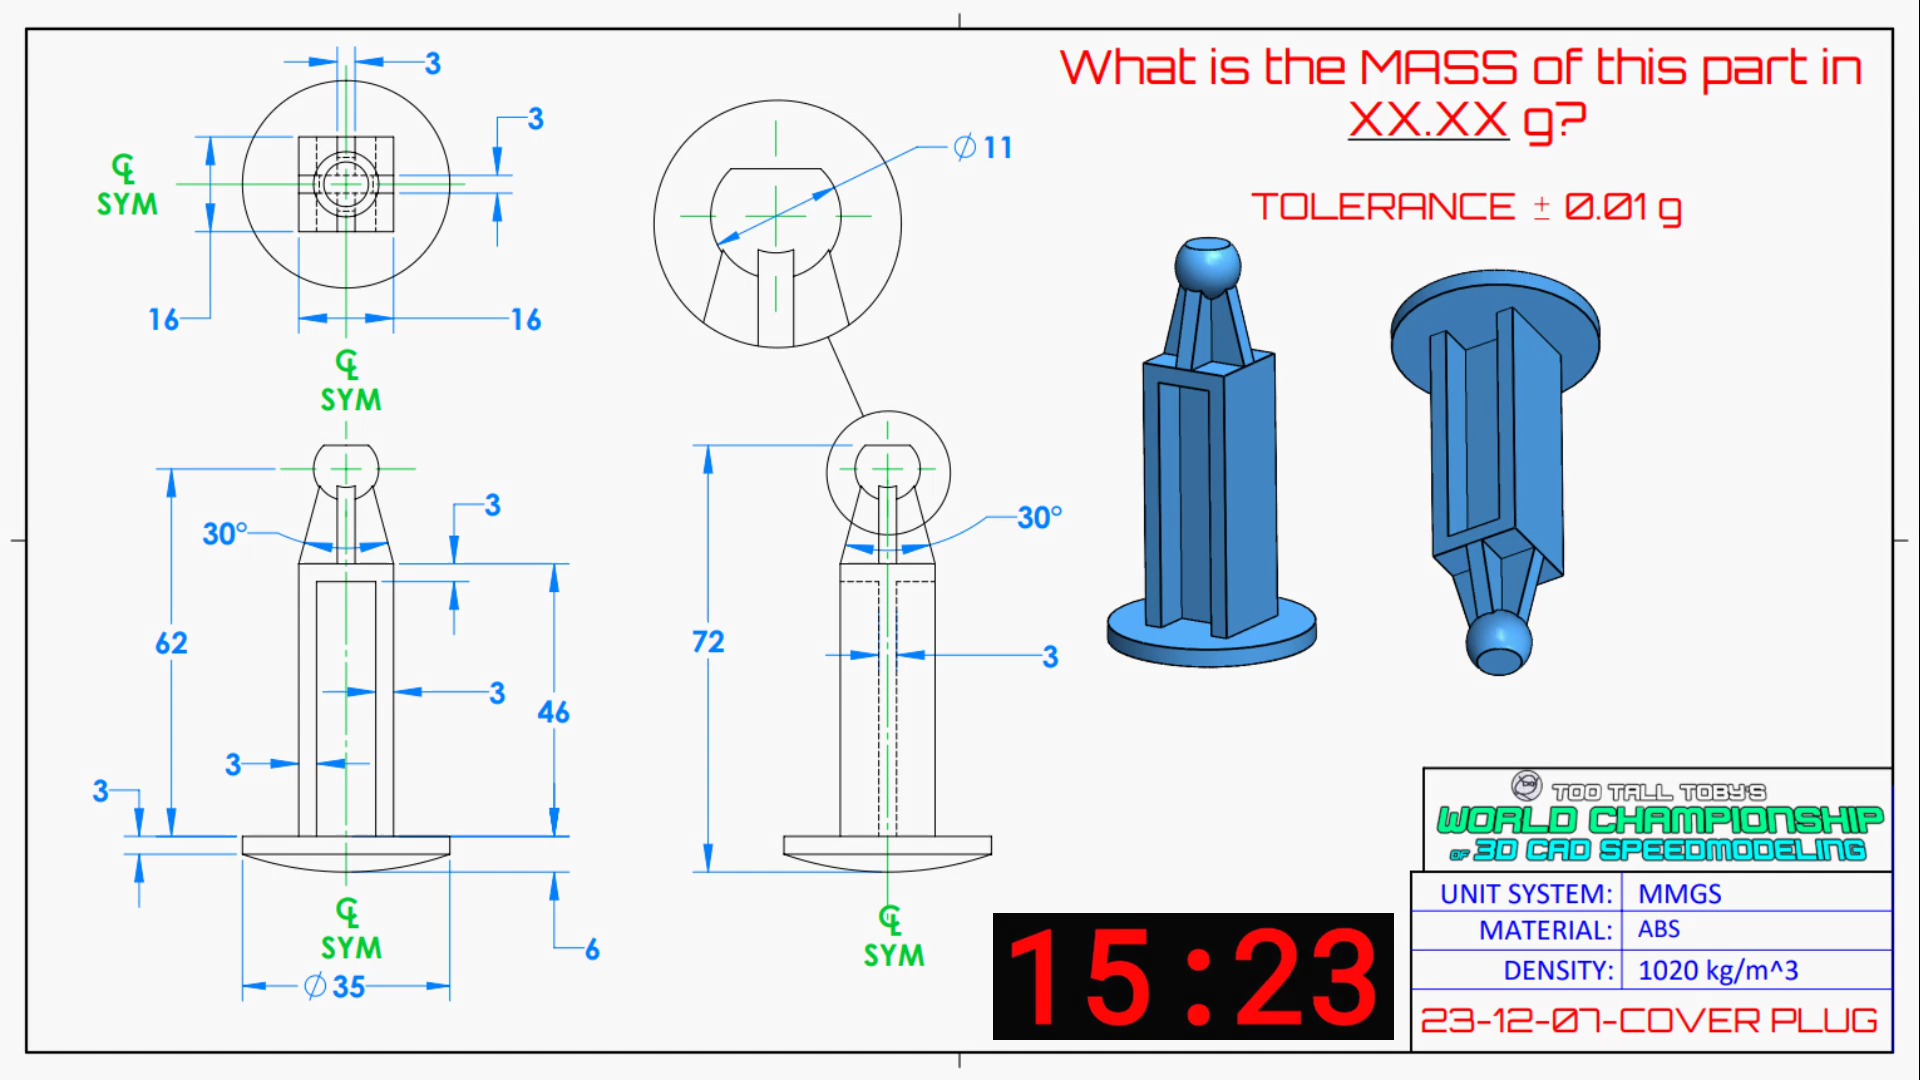 What is the MASS of this part in
XX.XX g?
TOLERANCE ± 0.01 g
3
3
℄
SYM
16
16
℄
SYM
Ø 11
3
30°
62
3
46
3
3
℄
SYM
6
Ø 35
72
30°
3
℄
SYM
15:23
TOO TALL TOBY'S
WORLD CHAMPIONSHIP
OF 3D CAD SPEEDMODELING
UNIT SYSTEM: MMGS
MATERIAL: ABS
DENSITY: 1020 kg/m^3
23-12-07-COVER PLUG